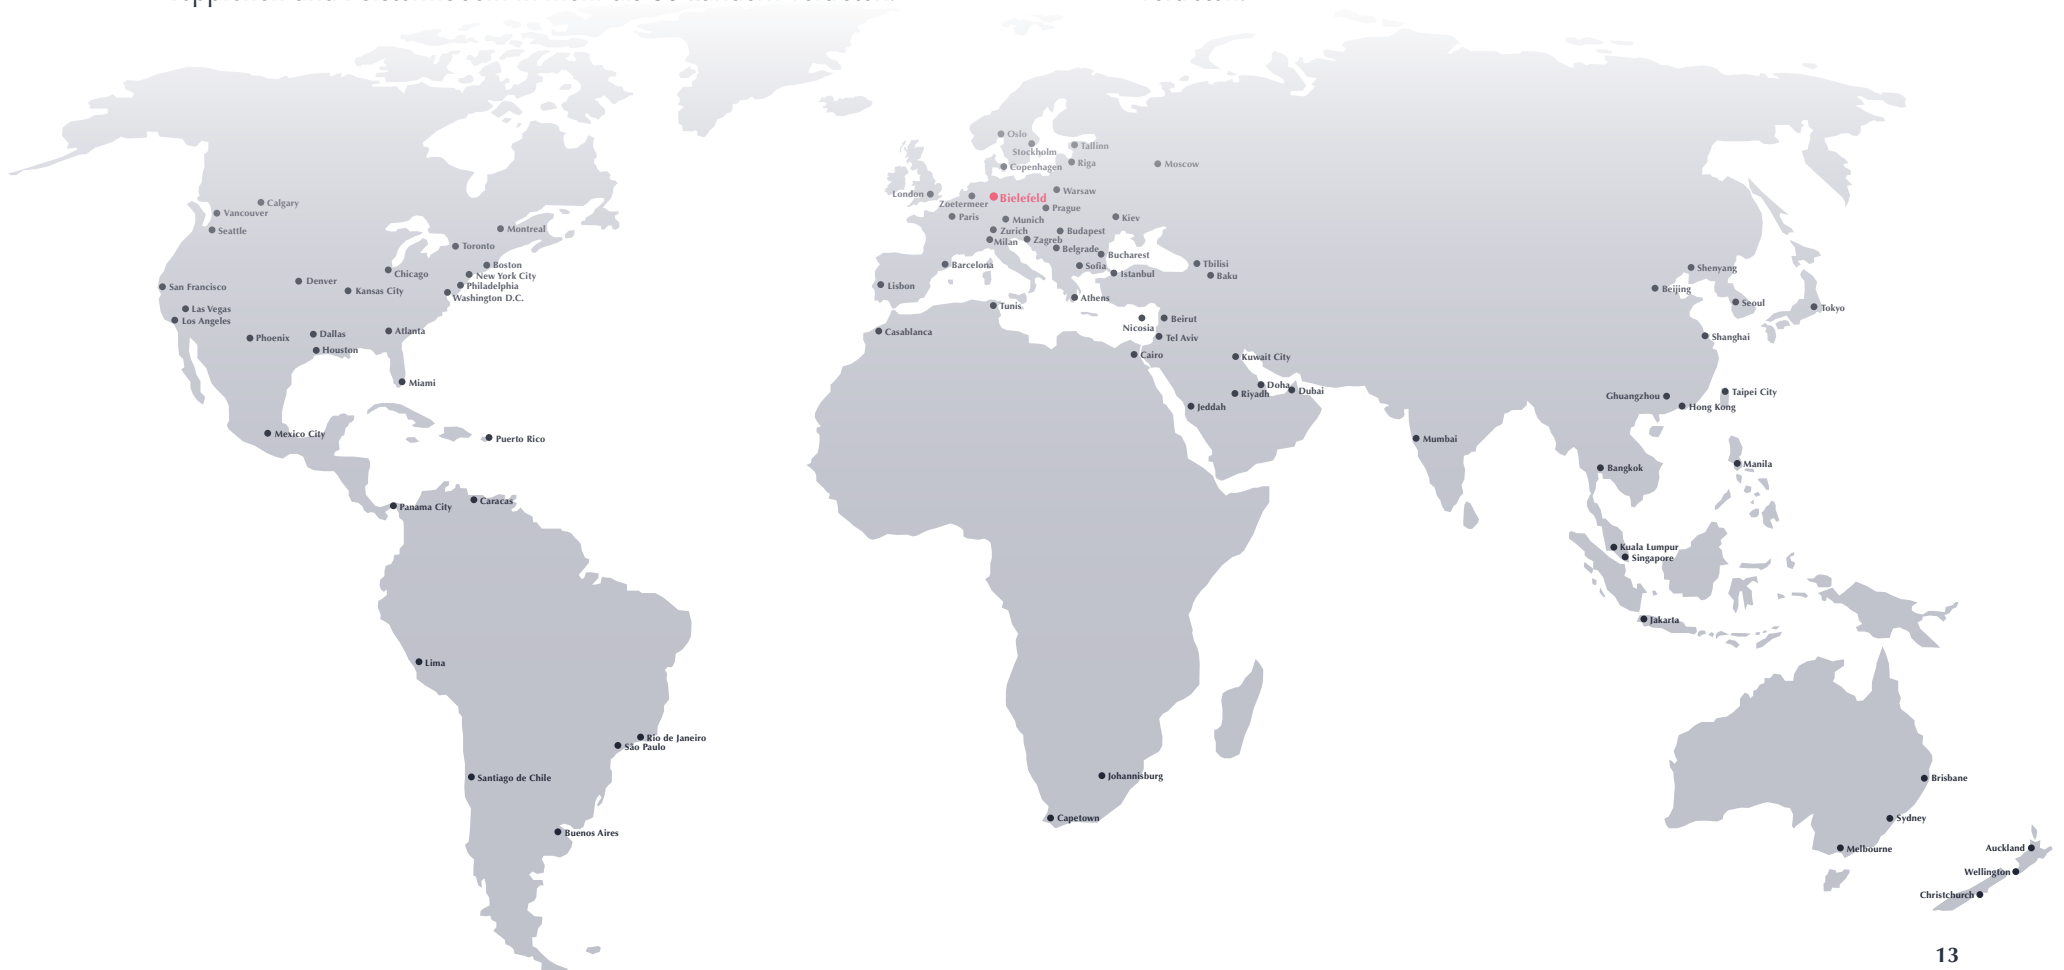 Oslo
Stockholm
Tallinn
Copenhagen
Riga
Moscow
London
Zoetermeer
Bielefeld
Warsaw
Prague
Calgary
Vancouver
Seattle
Montreal
Toronto
Paris
Munich
Kiev
Zurich
Budapest
Milan
Zagreb
Belgrade
Bucharest
Boston
Chicago
New York City
Philadelphia
Washington D.C.
Denver
Kansas City
San Francisco
Las Vegas
Los Angeles
Phoenix
Dallas
Houston
Atlanta
Miami
Barcelona
Sofia
Istanbul
Tbilisi
Baku
Lisbon
Tunis
Athens
Casablanca
Nicosia
Beirut
Tel Aviv
Cairo
Kuwait City
Doha
Dubai
Riyadh
Jeddah
Shenyang
Beijing
Seoul
Tokyo
Shanghai
Ghuangzhou
Taipei City
Hong Kong
Mexico City
Puerto Rico
Mumbai
Bangkok
Manila
Panama City
Caracas
Kuala Lumpur
Singapore
Jakarta
Lima
Rio de Janeiro
São Paulo
Santiago de Chile
Buenos Aires
Johannisburg
Capetown
Brisbane
Sydney
Melbourne
Auckland
Wellington
Christchurch
13